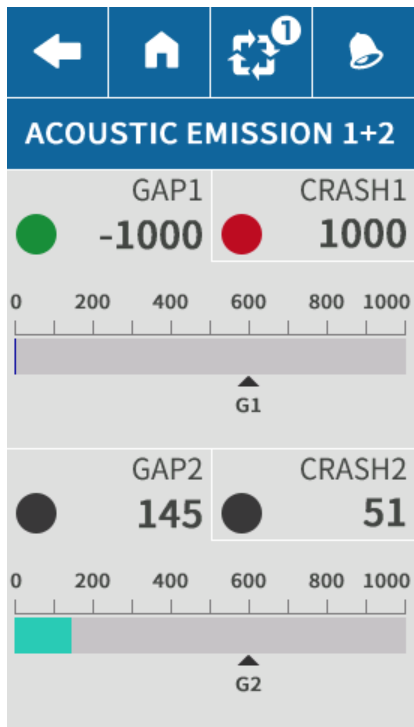 1
ACOUSTIC EMISSION 1+2
GAP1 CRASH1
-1000 1000
0 200 400 600 800 1000
G1
GAP2 CRASH2
145 51
0 200 400 600 800 1000
G2